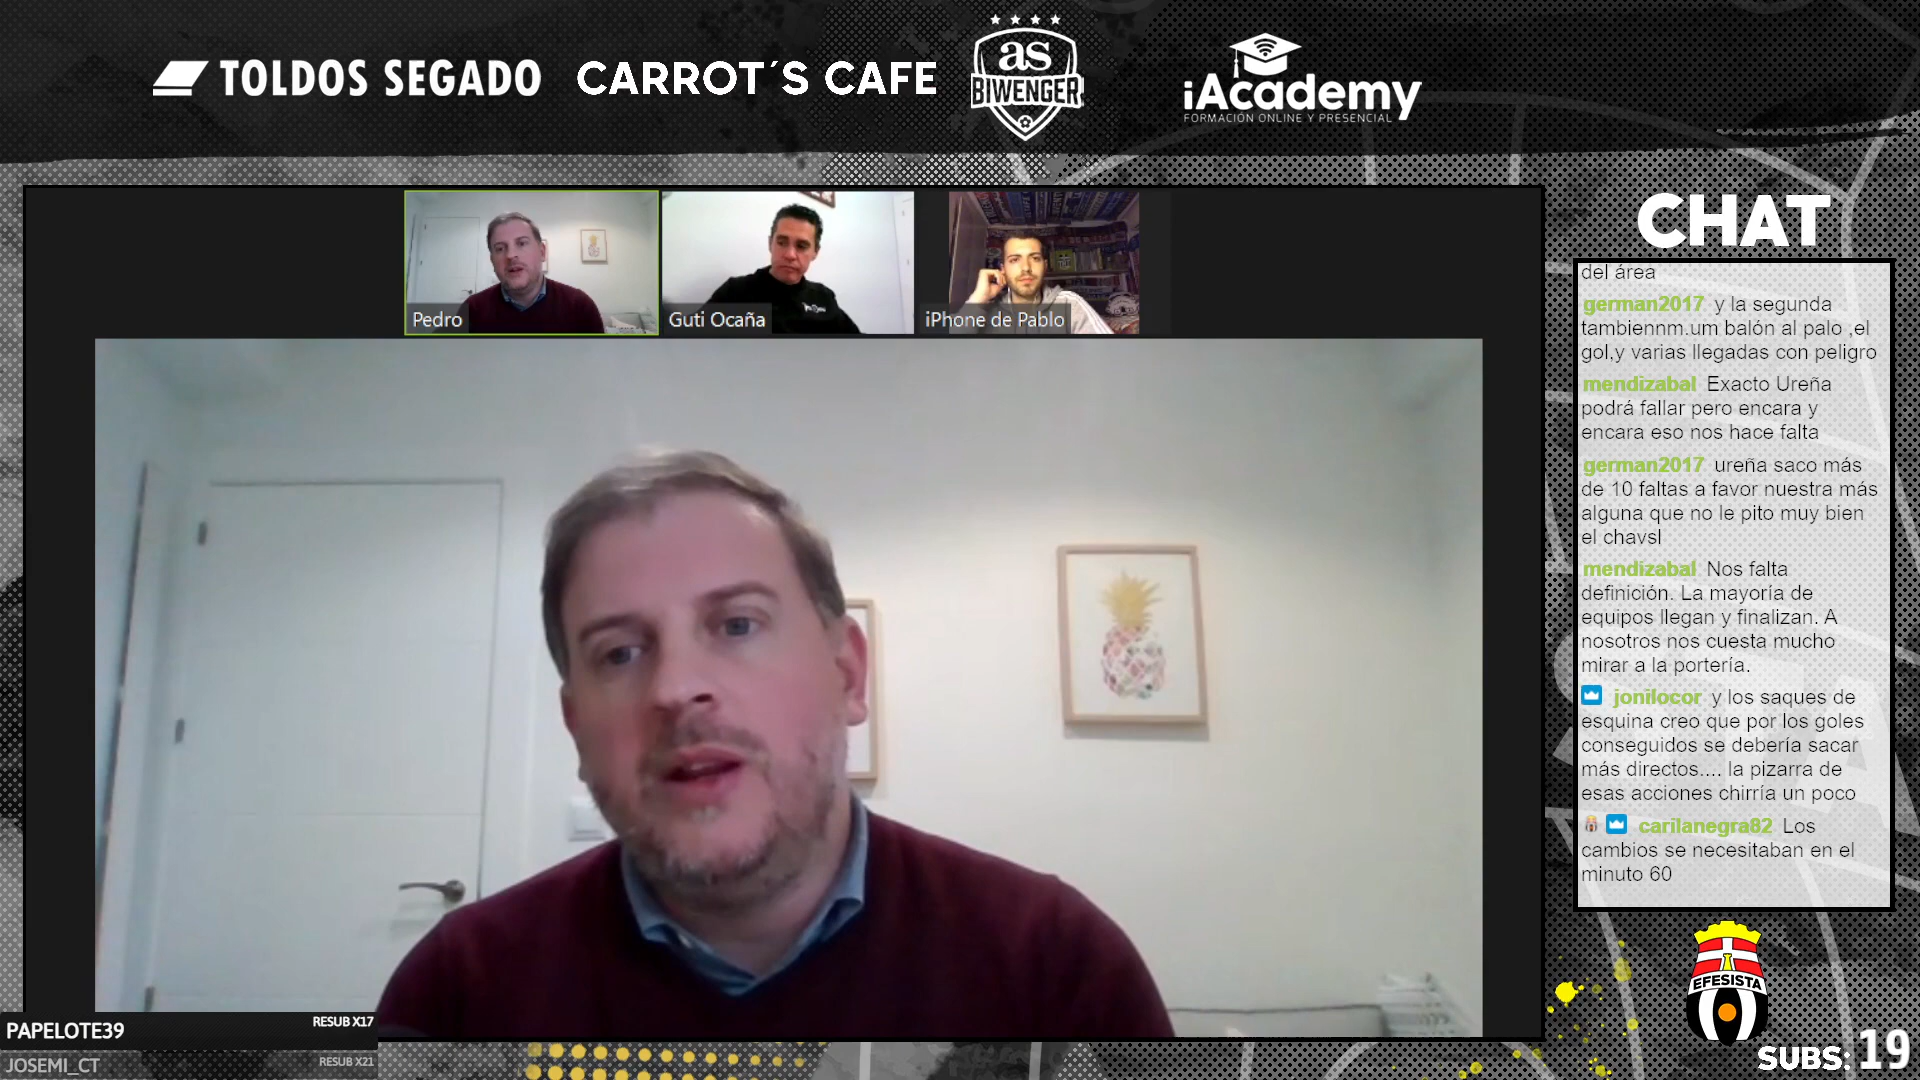 TOLDOS SEGADO
CARROT´S CAFE
as
BIWENGER
iAcademy
FORMACIÓN ONLINE Y PRESENCIAL
Pedro
Guti Ocaña
iPhone de Pablo
CHAT
del área
german2017 y la segunda
tambiennm.um balón al palo ,el
gol,y varias llegadas con peligro
mendizabal Exacto Ureña
podrá fallar pero encara y
encara eso nos hace falta
german2017 ureña saco más
de 10 faltas a favor nuestra más
alguna que no le pito muy bien
el chavsl
mendizabal Nos falta
definición. La mayoría de
equipos llegan y finalizan. A
nosotros nos cuesta mucho
mirar a la portería.
jonilocor y los saques de
esquina creo que por los goles
conseguidos se debería sacar
más directos.... la pizarra de
esas acciones chirría un poco
carilanegra82 Los
cambios se necesitaban en el
minuto 60
EFESISTA
SUBS: 19
PAPELOTE39 RESUB X17
JOSEMI_CT RESUB X21